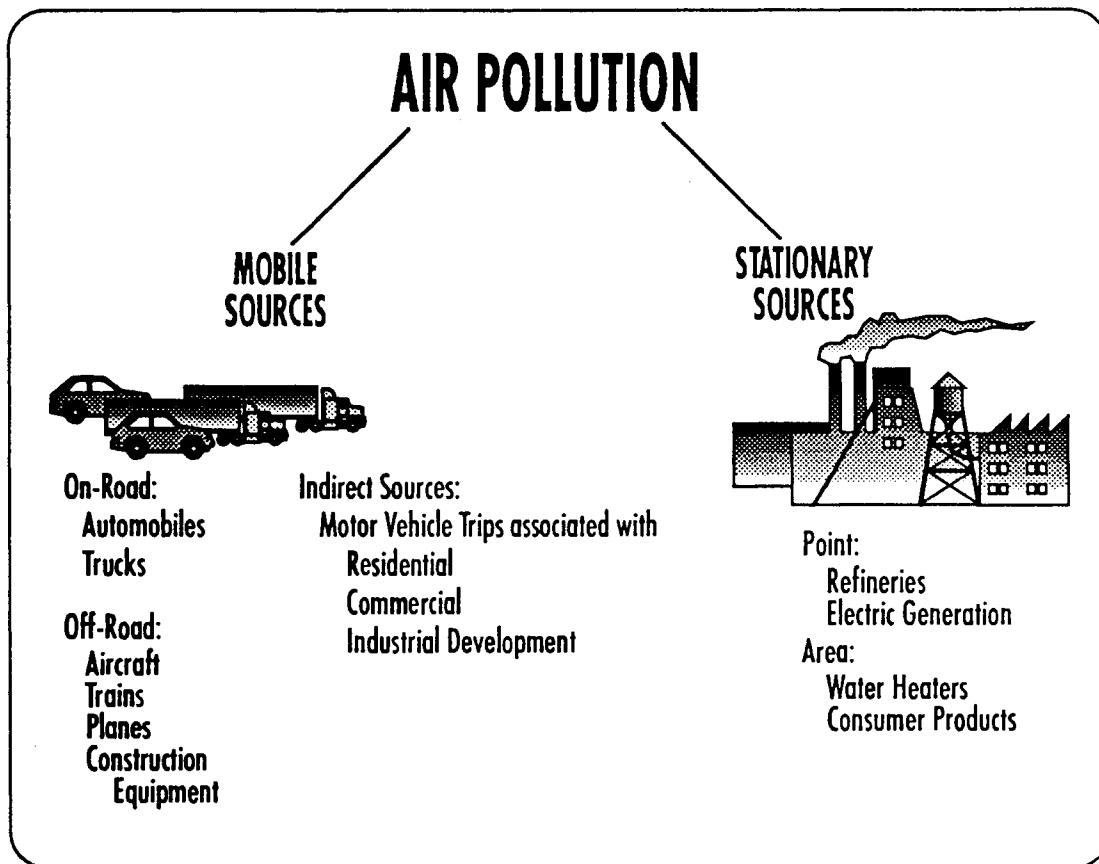 AIR POLLUTION
MOBILE
SOURCES
On-Road:
Automobiles
Trucks
Off-Road:
Aircraft
Trains
Planes
Construction
Equipment
Indirect Sources:
Motor Vehicle Trips associated with
Residential
Commercial
Industrial Development
STATIONARY
SOURCES
Point:
Refineries
Electric Generation
Area:
Water Heaters
Consumer Products